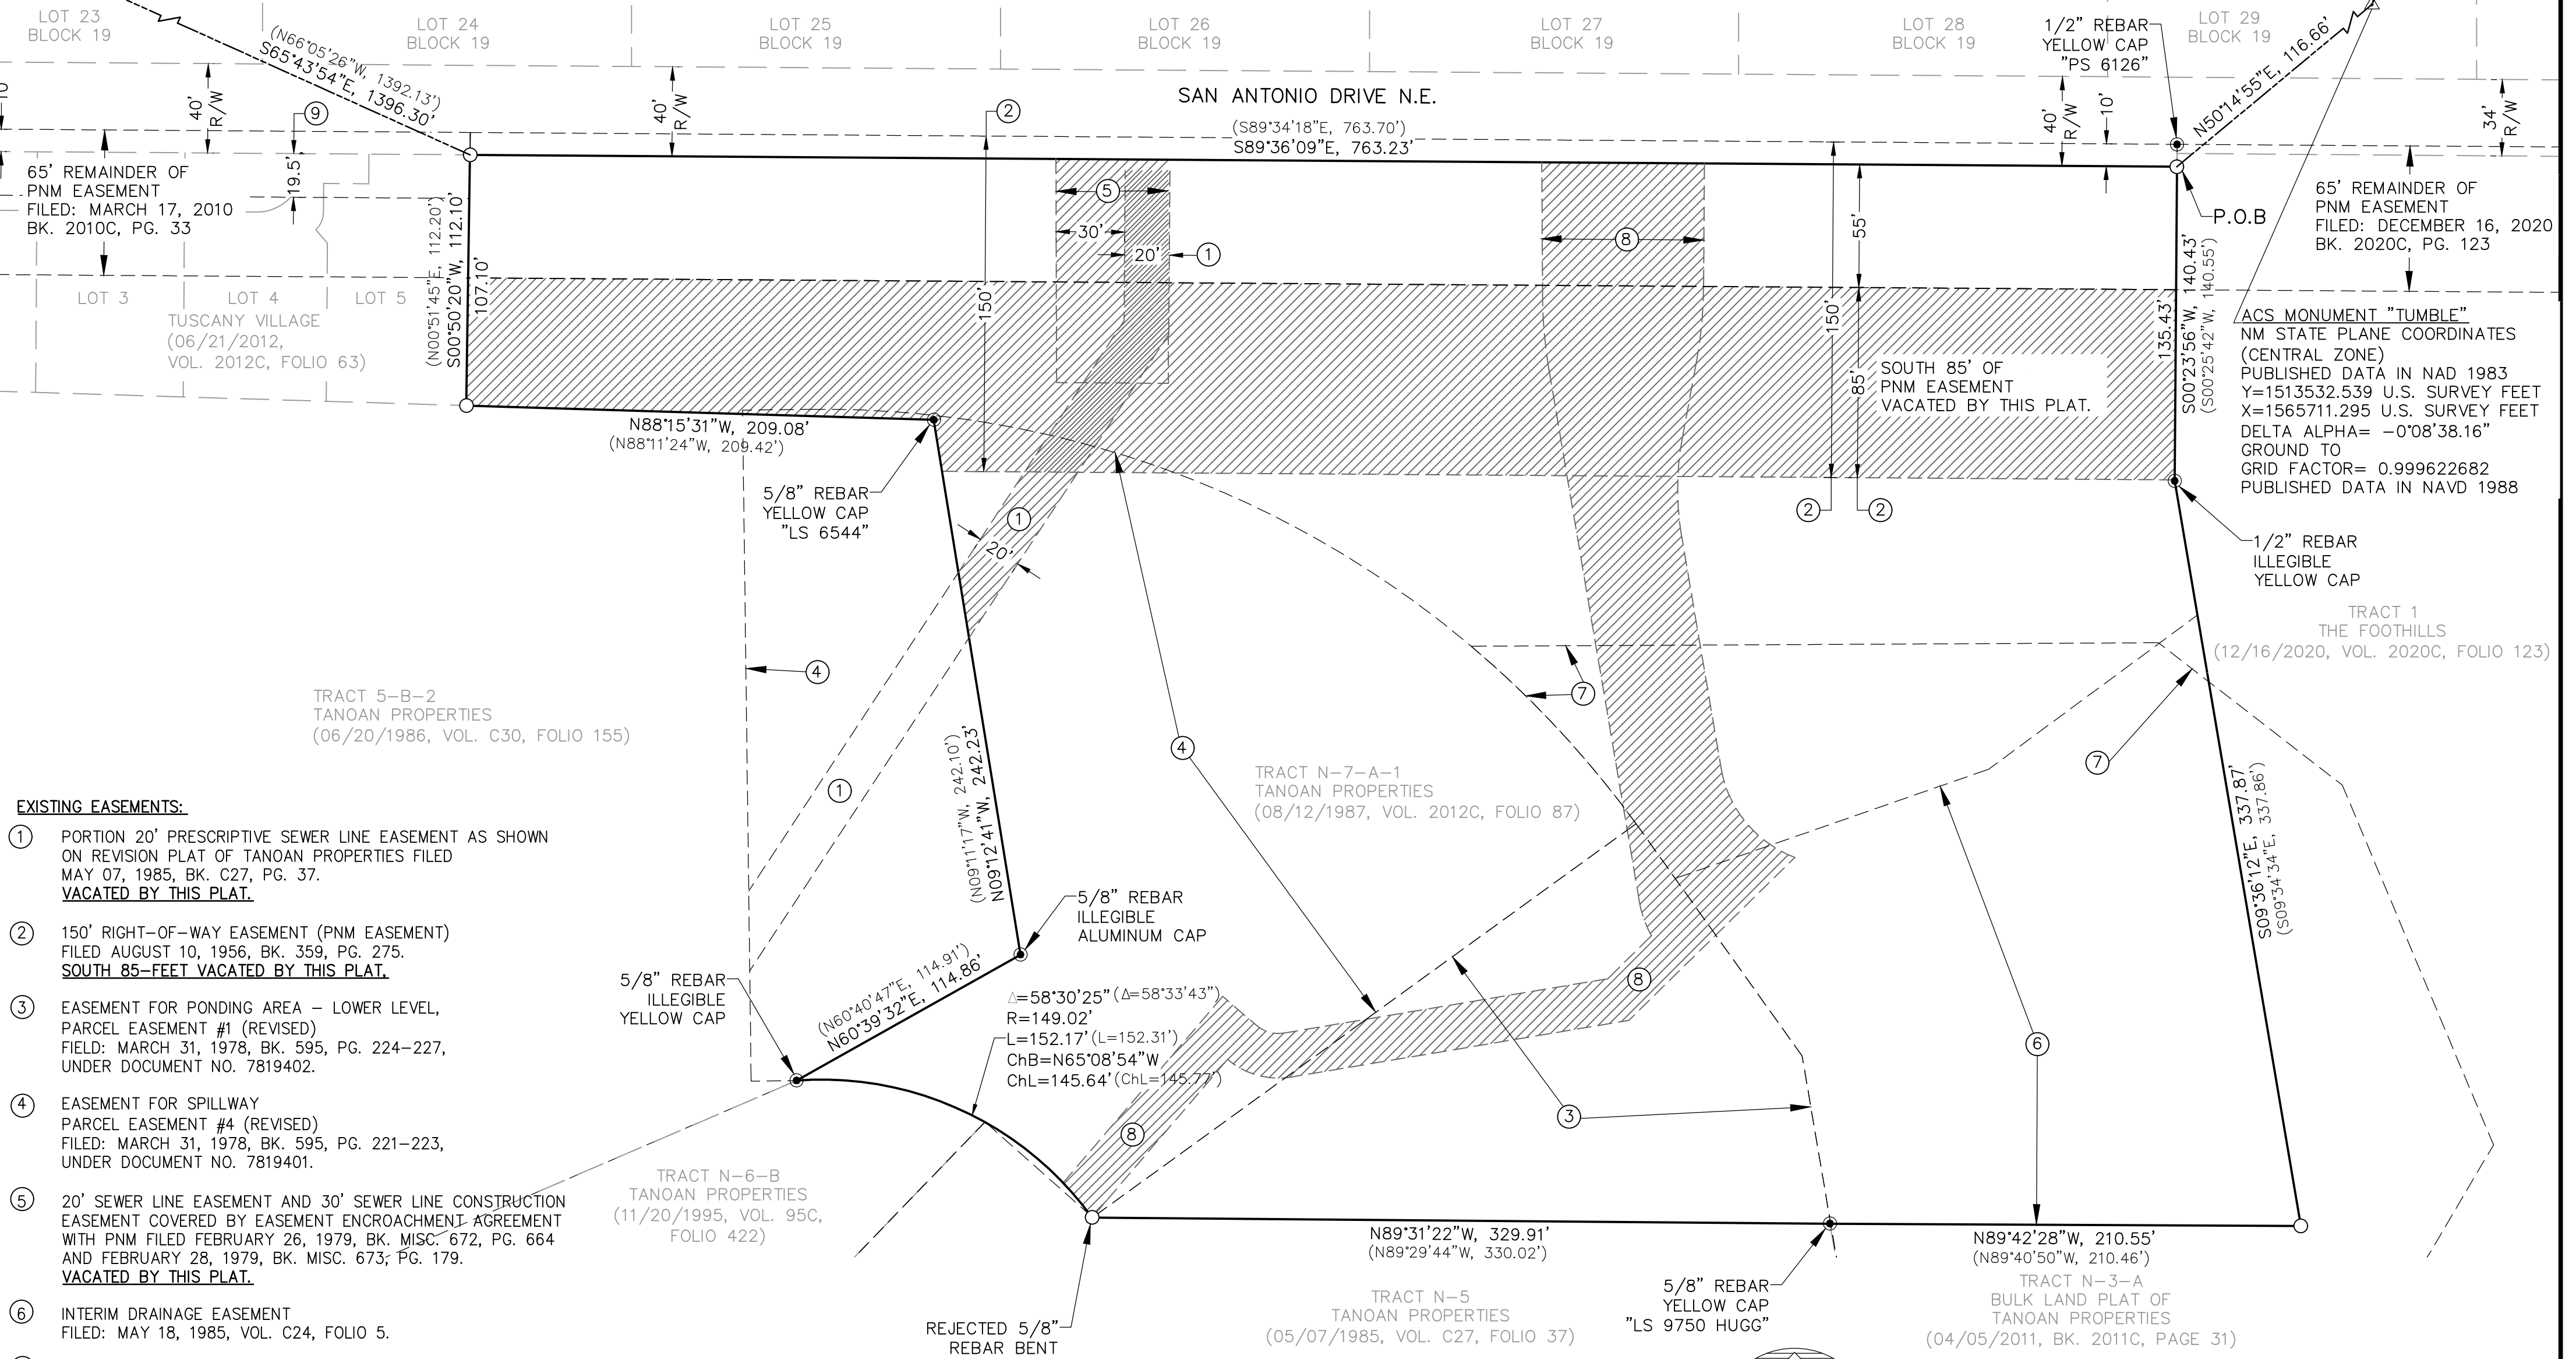 LOT 23
BLOCK 19
LOT 24
BLOCK 19
LOT 25
BLOCK 19
LOT 26
BLOCK 19
LOT 27
BLOCK 19
LOT 28
BLOCK 19
LOT 29
BLOCK 19
1/2" REBAR
YELLOW CAP
"PS 6126"
N50°14'55"E, 116.66'
(N66°05'26"W, 1392.13')
S65°43'54"E, 1396.30'
40'
R/W
9
19.5'
40'
R/W
2
SAN ANTONIO DRIVE N.E.
(S89°34'18"E, 763.70')
S89°36'09"E, 763.23'
40'
R/W
10'
34'
R/W
65' REMAINDER OF
PNM EASEMENT
FILED: MARCH 17, 2010
BK. 2010C, PG. 33
LOT 3
LOT 4
LOT 5
TUSCANY VILLAGE
(06/21/2012,
VOL. 2012C, FOLIO 63)
(N00°51'45"E, 112.20')
S00°50'20"W, 112.10'
107.10'
5
30'
20'
1
150'
8
55'
150'
85'
SOUTH 85' OF
PNM EASEMENT
VACATED BY THIS PLAT.
2
2
P.O.B
135.43'
S00°23'56"W, 140.43'
(S00°25'42"W, 140.55')
65' REMAINDER OF
PNM EASEMENT
FILED: DECEMBER 16, 2020
BK. 2020C, PG. 123
ACS MONUMENT "TUMBLE"
NM STATE PLANE COORDINATES
(CENTRAL ZONE)
PUBLISHED DATA IN NAD 1983
Y=1513532.539 U.S. SURVEY FEET
X=1565711.295 U.S. SURVEY FEET
DELTA ALPHA= -0°08'38.16"
GROUND TO
GRID FACTOR= 0.999622682
PUBLISHED DATA IN NAVD 1988
N88°15'31"W, 209.08'
(N88°11'24"W, 209.42')
5/8" REBAR
YELLOW CAP
"LS 6544"
1
20'
1/2" REBAR
ILLEGIBLE
YELLOW CAP
TRACT 1
THE FOOTHILLS
(12/16/2020, VOL. 2020C, FOLIO 123)
4
7
7
TRACT 5-B-2
TANOAN PROPERTIES
(06/20/1986, VOL. C30, FOLIO 155)
1
(N09°11'17"W, 242.10')
N09°12'41"W, 242.23'
4
TRACT N-7-A-1
TANOAN PROPERTIES
(08/12/1987, VOL. 2012C, FOLIO 87)
S09°36'12"E, 337.87'
(S09°34'34"E, 337.86')
5/8" REBAR
ILLEGIBLE
ALUMINUM CAP
5/8" REBAR
ILLEGIBLE
YELLOW CAP
(N60°40'47"E, 114.91')
N60°39'32"E, 114.86'
Δ=58°30'25" (Δ=58°33'43")
R=149.02'
L=152.17' (L=152.31')
ChB=N65°08'54"W
ChL=145.64' (ChL=145.77')
8
6
3
8
TRACT N-6-B
TANOAN PROPERTIES
(11/20/1995, VOL. 95C,
FOLIO 422)
N89°31'22"W, 329.91'
(N89°29'44"W, 330.02')
N89°42'28"W, 210.55'
(N89°40'50"W, 210.46')
5/8" REBAR
YELLOW CAP
"LS 9750 HUGG"
REJECTED 5/8"
REBAR BENT
TRACT N-5
TANOAN PROPERTIES
(05/07/1985, VOL. C27, FOLIO 37)
TRACT N-3-A
BULK LAND PLAT OF
TANOAN PROPERTIES
(04/05/2011, BK. 2011C, PAGE 31)
EXISTING EASEMENTS:
1 PORTION 20' PRESCRIPTIVE SEWER LINE EASEMENT AS SHOWN
ON REVISION PLAT OF TANOAN PROPERTIES FILED
MAY 07, 1985, BK. C27, PG. 37.
VACATED BY THIS PLAT.
2 150' RIGHT-OF-WAY EASEMENT (PNM EASEMENT)
FILED AUGUST 10, 1956, BK. 359, PG. 275.
SOUTH 85-FEET VACATED BY THIS PLAT,
3 EASEMENT FOR PONDING AREA - LOWER LEVEL,
PARCEL EASEMENT #1 (REVISED)
FIELD: MARCH 31, 1978, BK. 595, PG. 224-227,
UNDER DOCUMENT NO. 7819402.
4 EASEMENT FOR SPILLWAY
PARCEL EASEMENT #4 (REVISED)
FILED: MARCH 31, 1978, BK. 595, PG. 221-223,
UNDER DOCUMENT NO. 7819401.
5 20' SEWER LINE EASEMENT AND 30' SEWER LINE CONSTRUCTION
EASEMENT COVERED BY EASEMENT ENCROACHMENT AGREEMENT
WITH PNM FILED FEBRUARY 26, 1979, BK. MISC. 672, PG. 664
AND FEBRUARY 28, 1979, BK. MISC. 673, PG. 179.
VACATED BY THIS PLAT.
6 INTERIM DRAINAGE EASEMENT
FILED: MAY 18, 1985, VOL. C24, FOLIO 5.